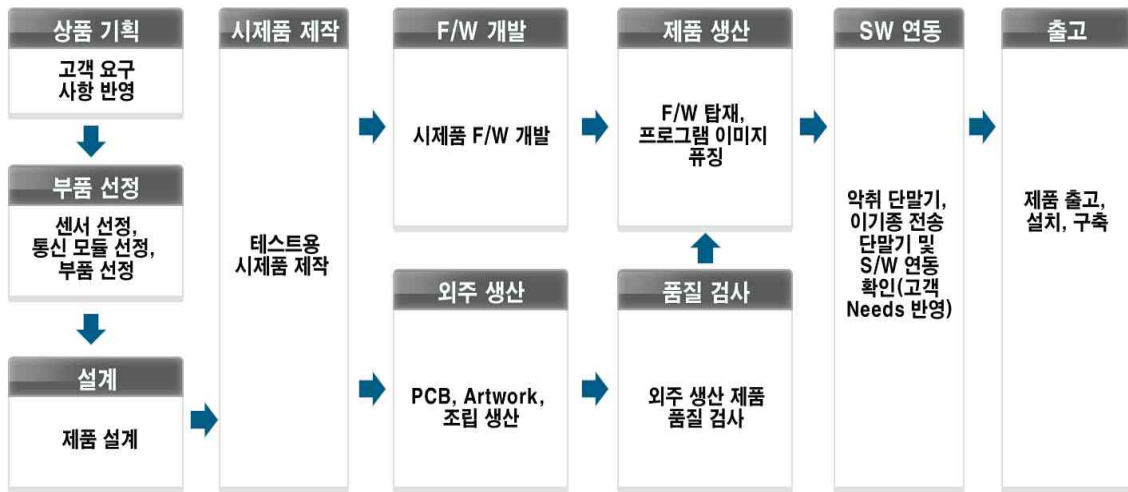 상품 기획
고객 요구
사항 반영
부품 선정
센서 선정,
통신 모듈 선정,
부품 선정
설계
제품 설계
시제품 제작
테스트용
시제품 제작
F/W 개발
시제품 F/W 개발
외주 생산
PCB, Artwork,
조립 생산
제품 생산
F/W 탑재,
프로그램 이미지
퓨징
품질 검사
외주 생산 제품
품질 검사
SW 연동
악취 단말기,
이기종 전송
단말기 및
S/W 연동
확인(고객
Needs 반영)
출고
제품 출고,
설치, 구축